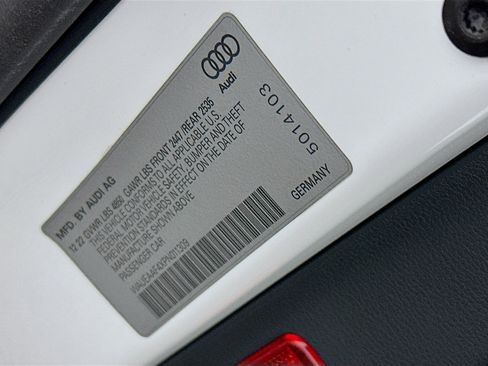 Audi
MFD. BY AUDI AG
12 22 GVWR LBS 4850, GAWR LBS FRONT 2447 /REAR 2535
THIS VEHICLE CONFORMS TO ALL APPLICABLE U.S.
FEDERAL MOTOR VEHICLE SAFETY, BUMPER AND THEFT
PREVENTION STANDARDS IN EFFECT ON THE DATE OF
MANUFACTURE SHOWN ABOVE
PASSENGER CAR
GERMANY
5014103